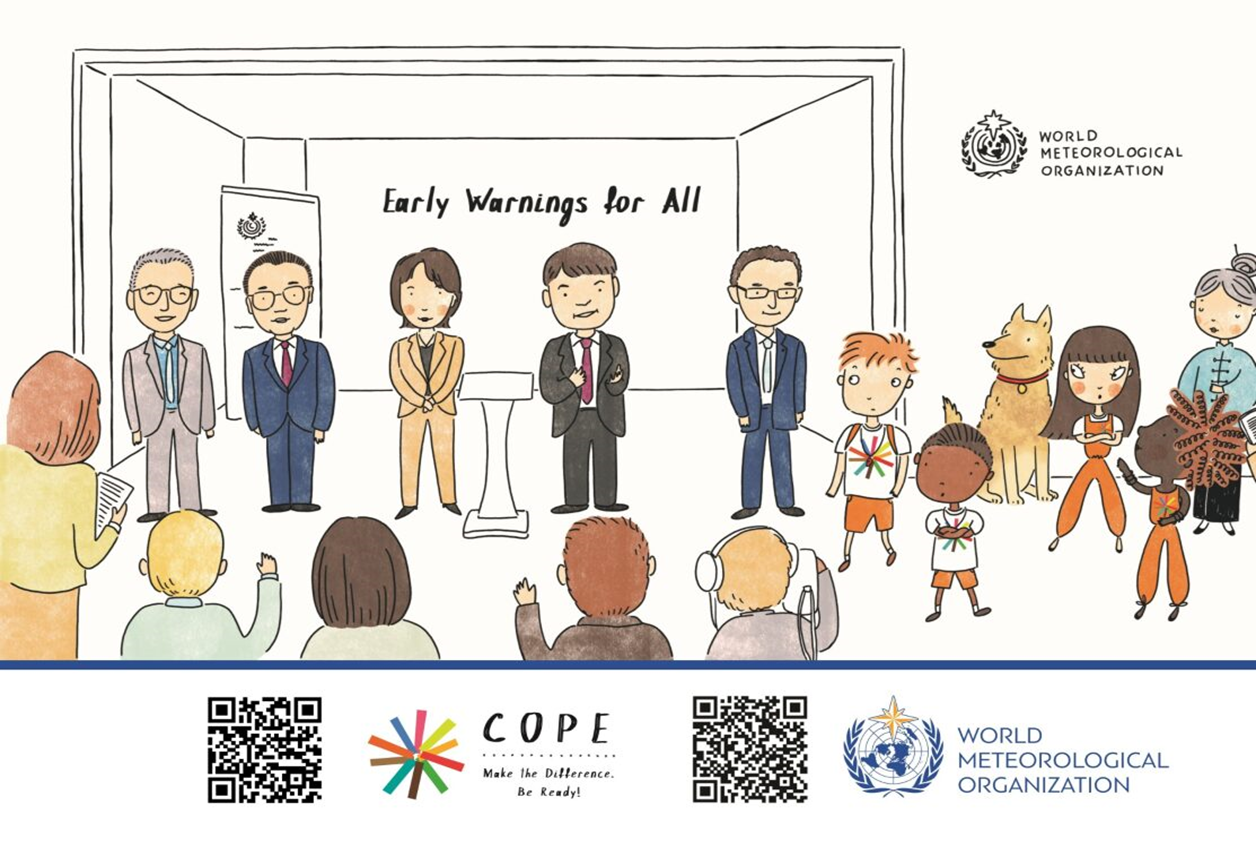 Early Warnings for All
WORLD
METEOROLOGICAL
ORGANIZATION
COPE
Make the Difference.
Be Ready!
WORLD
METEOROLOGICAL
ORGANIZATION